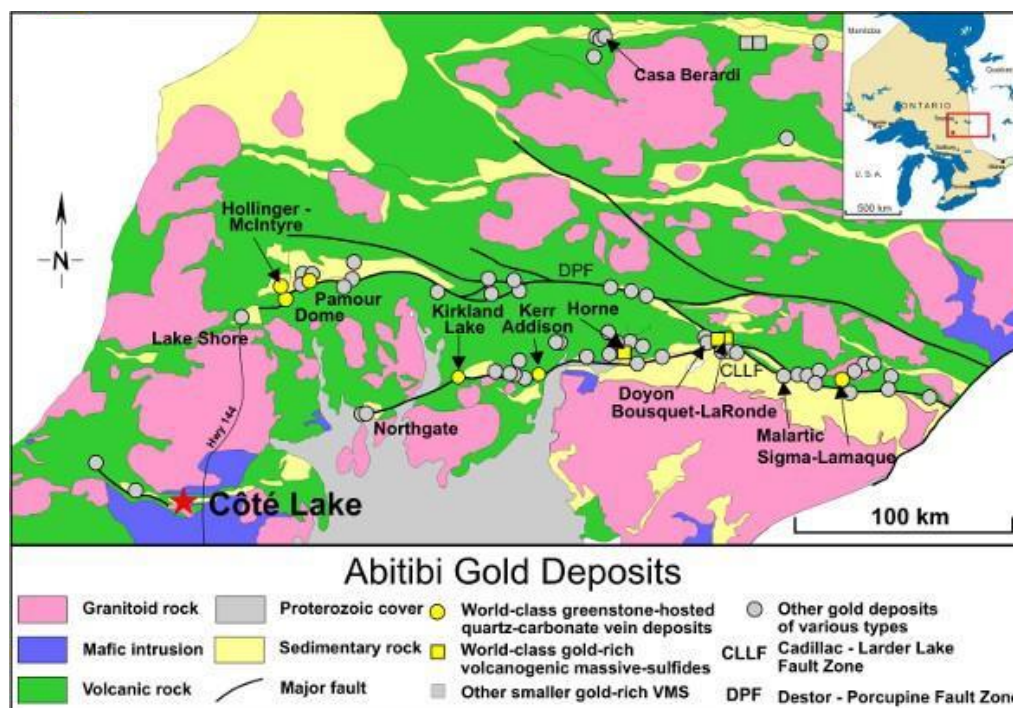 Casa Berardi
Manitoba
ONTARIO
Quebec
U. S. A.
500 km
N
Hollinger -
McIntyre
DPF
Pamour
Dome
Kirkland
Lake
Kerr
Addison
Horne
Lake Shore
CLLF
Doyon
Bousquet-LaRonde
Northgate
Hwy 144
Malartic
Sigma-Lamaque
Côté Lake
100 km
Abitibi Gold Deposits
Granitoid rock
Mafic intrusion
Volcanic rock
Proterozoic cover
Sedimentary rock
Major fault
World-class greenstone-hosted
quartz-carbonate vein deposits
World-class gold-rich
volcanogenic massive-sulfides
Other smaller gold-rich VMS
Other gold deposits
of various types
CLLF Cadillac - Larder Lake
Fault Zone
DPF Destor - Porcupine Fault Zone